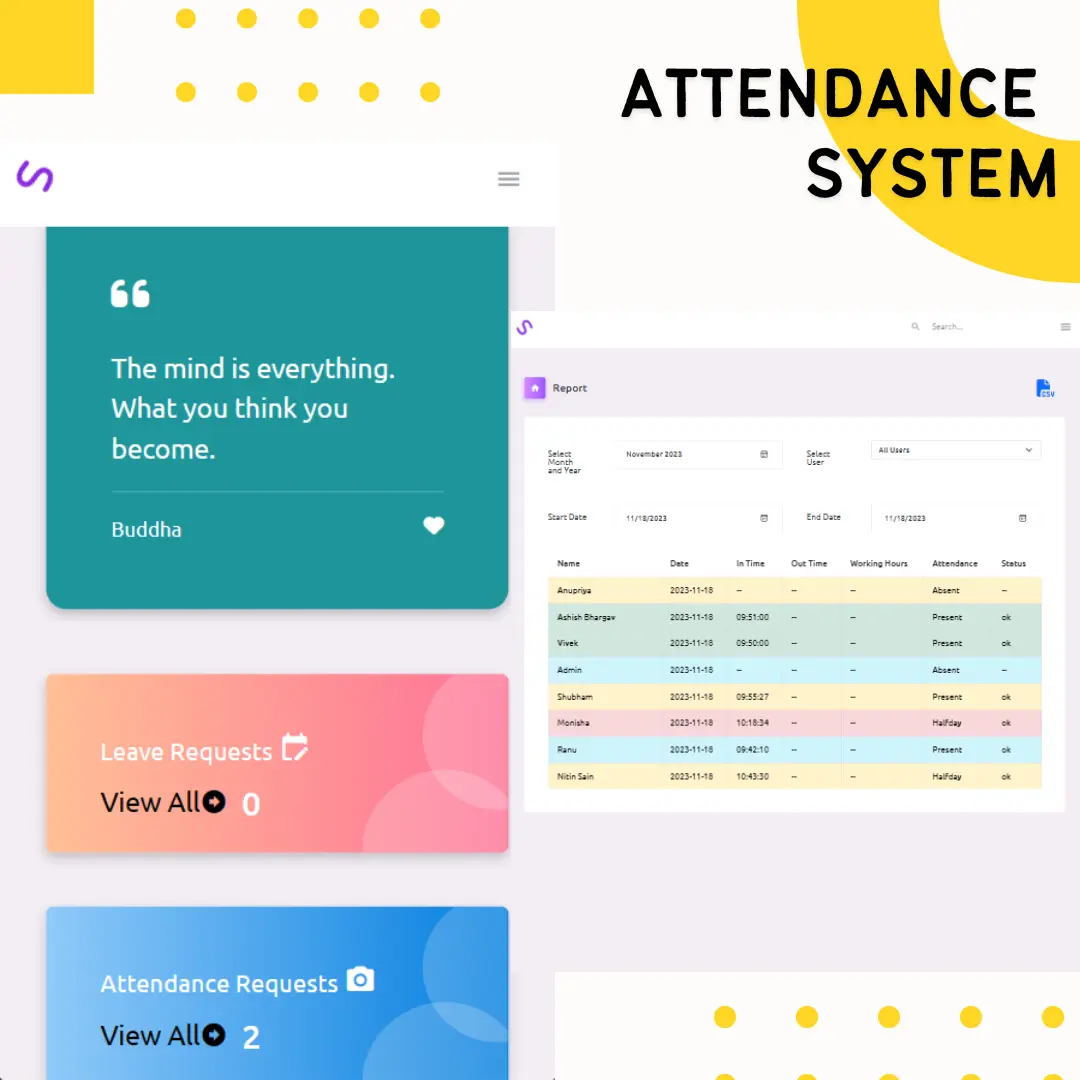 ATTENDANCE
SYSTEM
The mind is everything.
What you think you
become.
Buddha
Leave Requests
View All 0
Attendance Requests
View All 2
Search...
Report
CSV
Select
Month
and Year
November 2023
Select
User
All Users
Start Date 11/18/2023 End Date 11/18/2023
Name Date In Time Out Time Working Hours Attendance Status
Anupriya 2023-11-18 -- -- -- Absent --
Ashish Bhargav 2023-11-18 09:51:00 -- -- Present ok
Vivek 2023-11-18 09:50:00 -- -- Present ok
Admin 2023-11-18 -- -- -- Absent --
Shubham 2023-11-18 09:55:27 -- -- Present ok
Monisha 2023-11-18 10:18:34 -- -- Halfday ok
Ranu 2023-11-18 09:42:10 -- -- Present ok
Nitin Sain 2023-11-18 10:43:30 -- -- Halfday ok